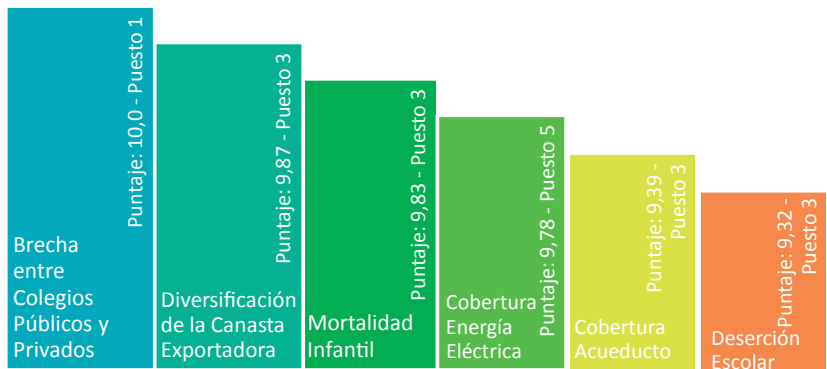 Puntaje: 10,0 - Puesto 1
Brecha
entre
Colegios
Públicos y
Privados
Puntaje: 9,87 - Puesto 3
Diversificación
de la Canasta
Exportadora
Puntaje: 9,83 - Puesto 3
Mortalidad
Infantil
Puntaje: 9,78 - Puesto 5
Cobertura
Energía
Eléctrica
Puntaje: 9,39 -
Puesto 3
Cobertura
Acueducto
Puntaje: 9,32 -
Puesto 3
Deserción
Escolar